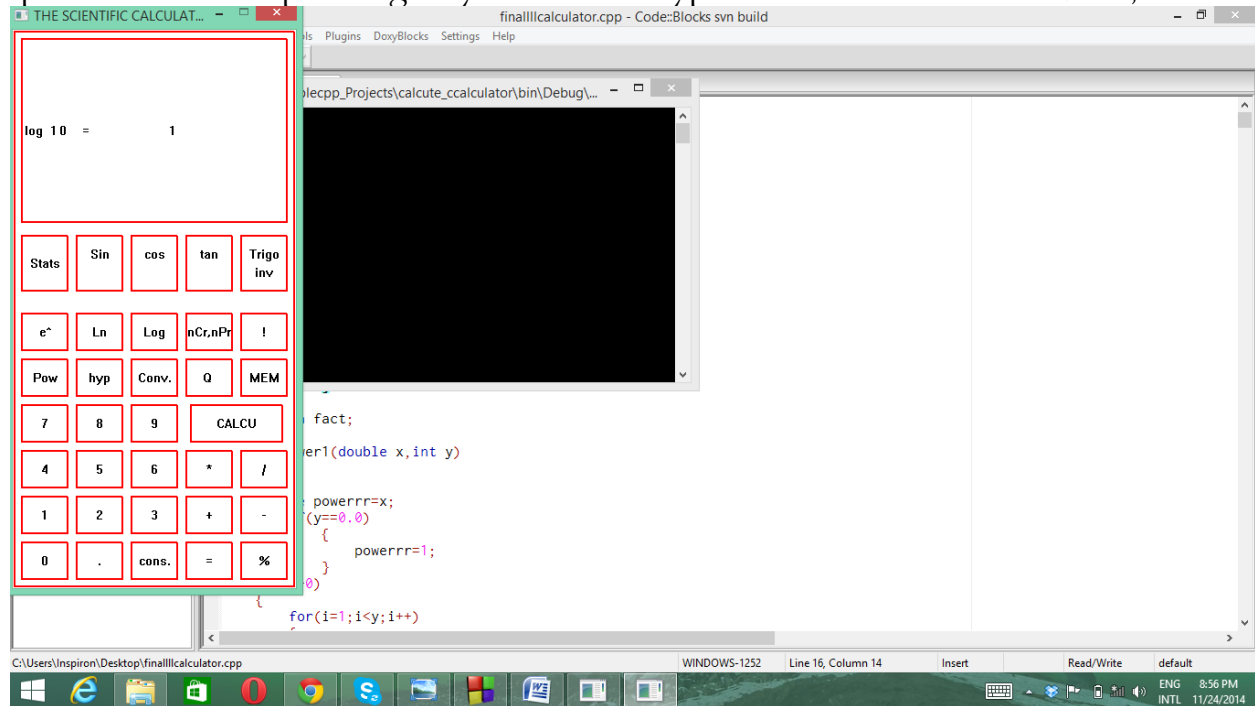 THE SCIENTIFIC CALCULAT...
finallllcalculator.cpp - Code::Blocks svn build
Plugins DoxyBlocks Settings Help
calcute_ccalculator\bin\Debug\...
log 10 = 1
Stats Sin cos tan Trigo inv
e^ Ln Log nCr,nPr !
Pow hyp Conv. Q MEM
7 8 9 CALCU
4 5 6 * /
1 2 3 + -
0 . cons. = %
fact;
er1(double x,int y)
powerrr=x;
(y==0.0)
{
powerrr=1;
}
0)
{
for(i=1;i<y;i++)
C:\Users\Inspiron\Desktop\finallllcalculator.cpp WINDOWS-1252 Line 16, Column 14 Insert Read/Write default
ENG 8:56 PM
INTL 11/24/2014